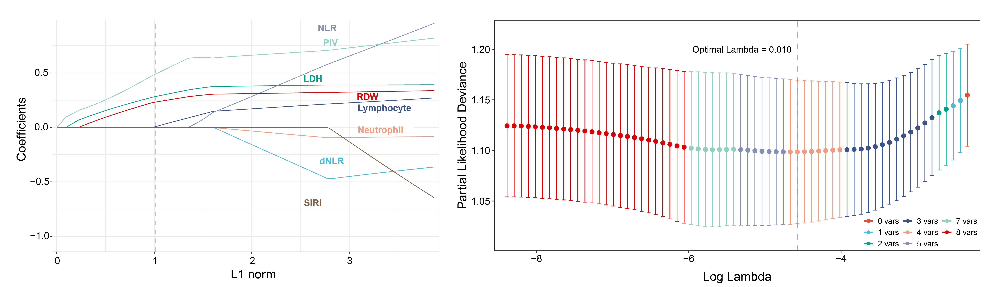 NLR
PIV
LDH
RDW
Lymphocyte
Neutrophil
dNLR
SIRI
0.5
0.0
−0.5
−1.0
Coefficients
0 1 2 3
L1 norm
Optimal Lambda = 0.010
1.20
1.15
1.10
1.05
Partial Likelihood Deviance
0 vars 3 vars 7 vars
1 vars 4 vars 8 vars
2 vars 5 vars
−8 −6 −4
Log Lambda